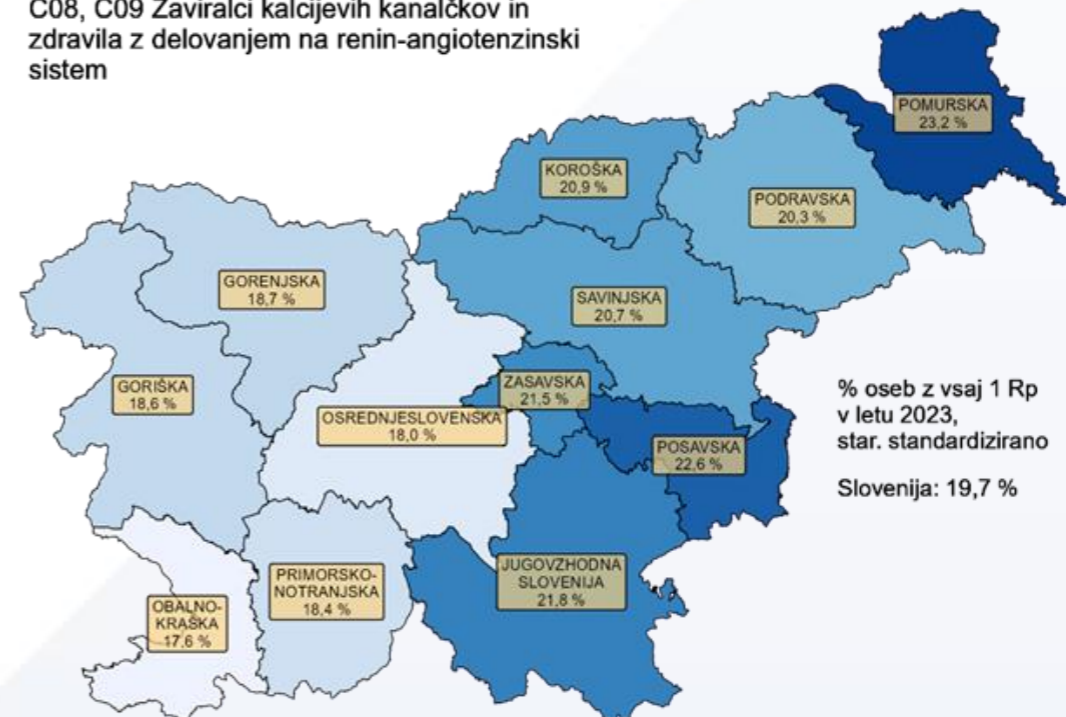 C08, C09 Zaviralci kalcijevih kanalčkov in
zdravila z delovanjem na renin-angiotenzinski
sistem
POMURSKA
23,2 %
KOROŠKA
20,9 %
PODRAVSKA
20,3 %
GORENJSKA
18,7 %
SAVINJSKA
20,7 %
GORIŠKA
18,6 %
ZASAVSKA
21,5 %
OSREDNJESLOVENSKA
18,0 %
POSAVSKA
22,6 %
% oseb z vsaj 1 Rp
v letu 2023,
star. standardizirano
Slovenija: 19,7 %
JUGOVZHODNA
SLOVENIJA
21,8 %
PRIMORSKO-
NOTRANJSKA
18,4 %
OBALNO-
KRAŠKA
17,6 %